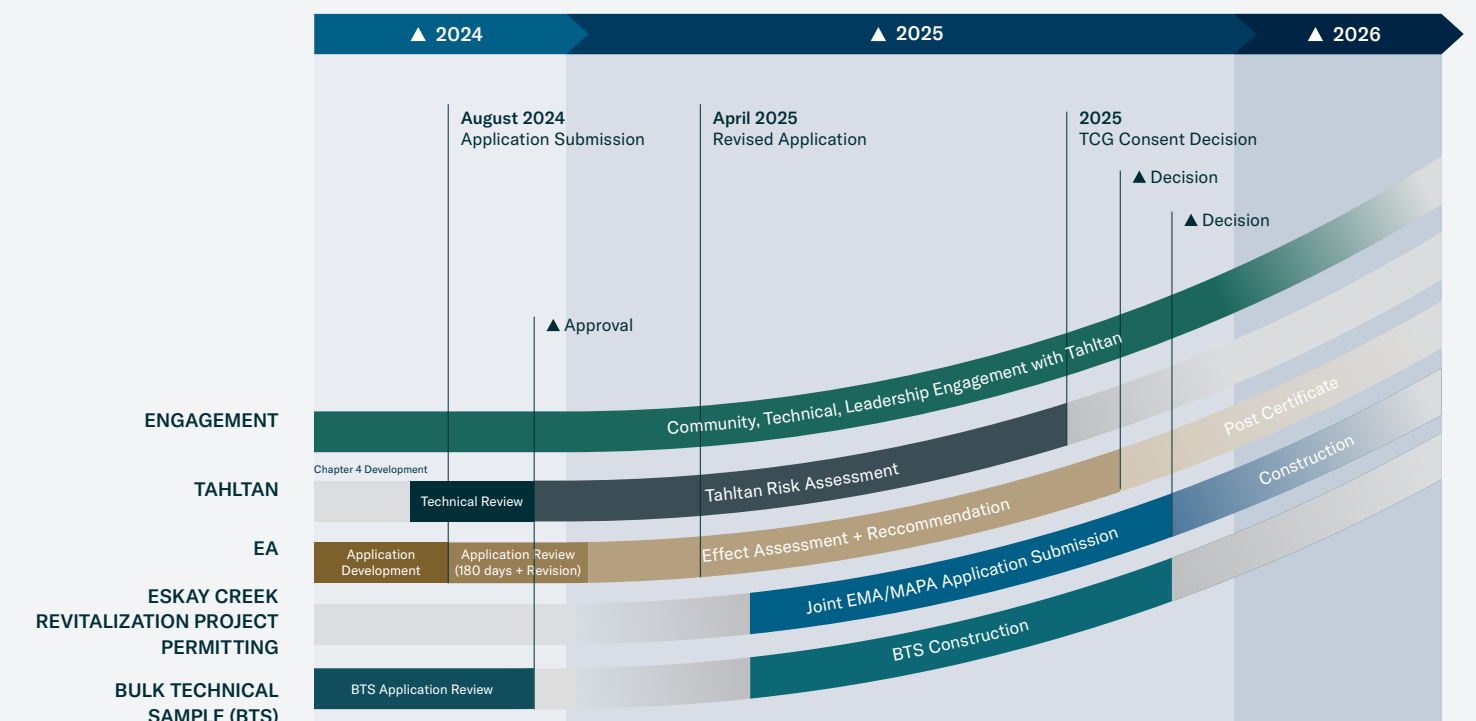 ▲ 2024
▲ 2025
▲ 2026
August 2024
Application Submission
April 2025
Revised Application
2025
TCG Consent Decision
▲ Decision
▲ Decision
▲ Approval
ENGAGEMENT
Community, Technical, Leadership Engagement with Tahltan
Chapter 4 Development
TAHLTAN
Technical Review
Tahltan Risk Assessment
EA
Application
Development
Application Review
(180 days + Revision)
Effect Assessment + Reccommendation
Post Certificate
ESKAY CREEK
REVITALIZATION PROJECT
PERMITTING
Joint EMA/MAPA Application Submission
Construction
BULK TECHNICAL
SAMPLE (BTS)
BTS Application Review
BTS Construction